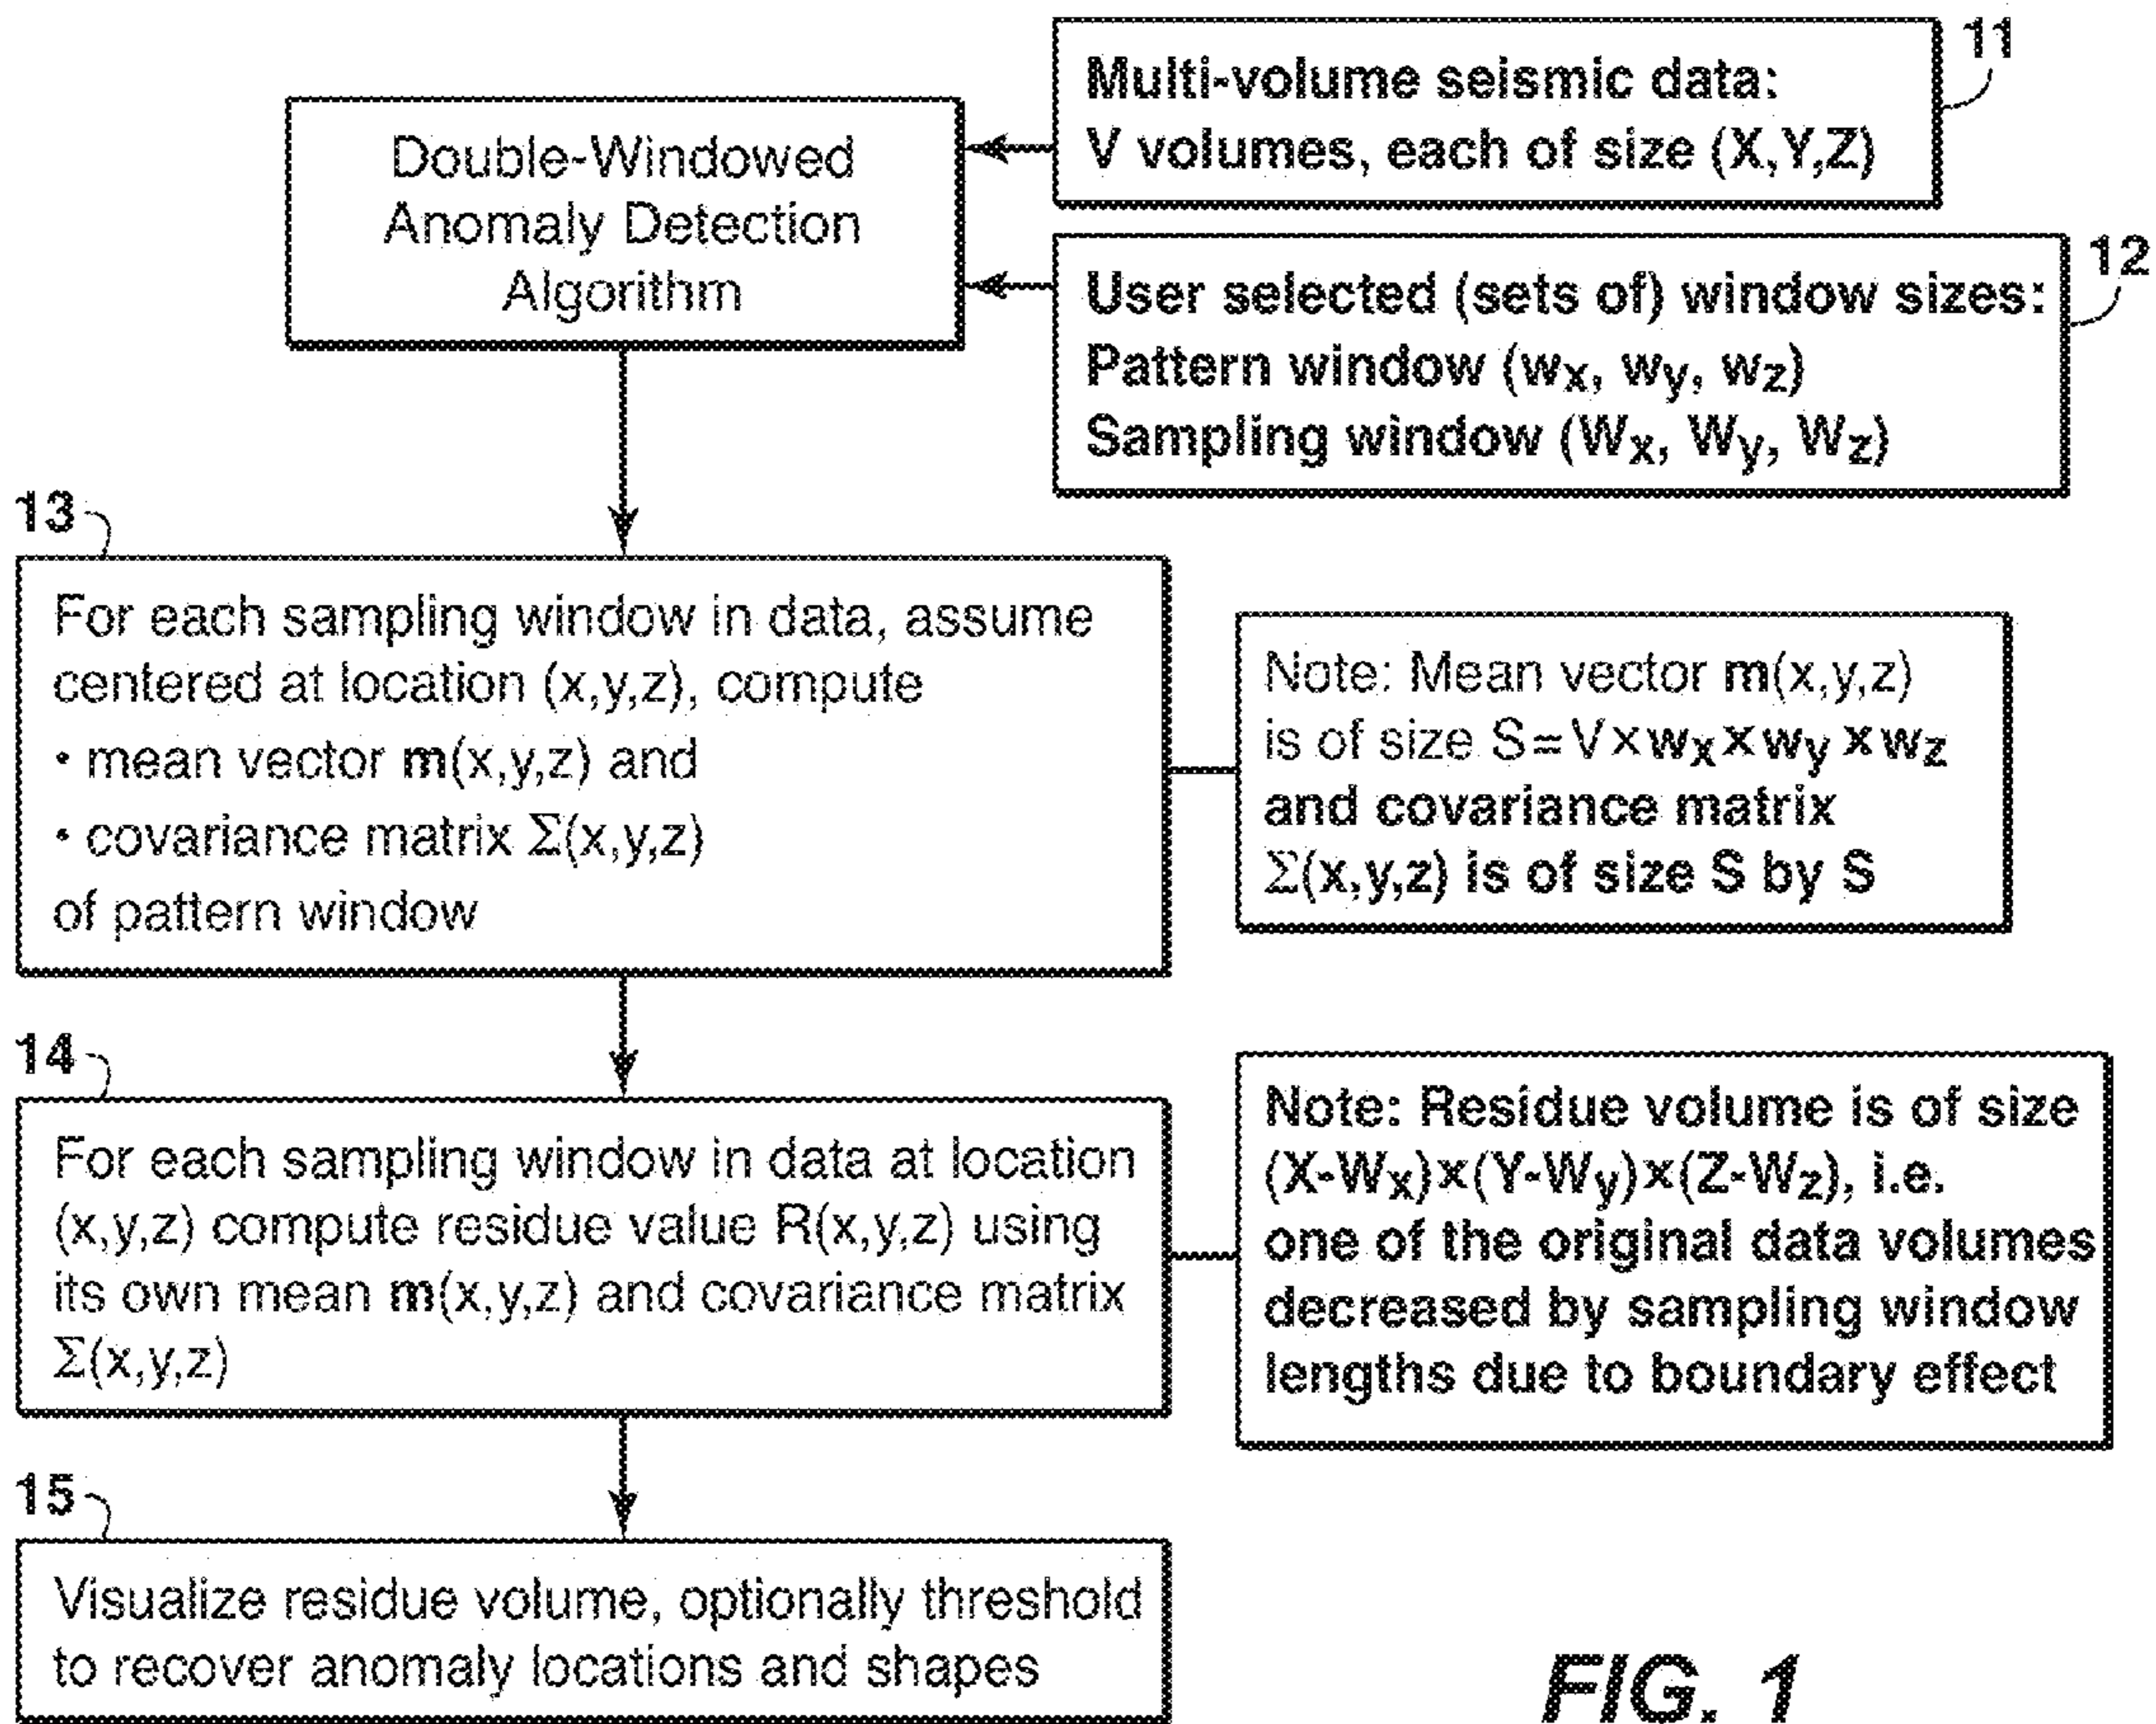 11
Multi-volume seismic data:
V volumes, each of size (X,Y,Z)
Double-Windowed
Anomaly Detection
Algorithm
12
User selected (sets of) window sizes:
Pattern window (wx, wy, wz)
Sampling window (Wx, Wy, Wz)
13
For each sampling window in data, assume
centered at location (x,y,z), compute
• mean vector m(x,y,z) and
• covariance matrix Σ(x,y,z)
of pattern window
Note: Mean vector m(x,y,z)
is of size S=V×wx×wy×wz
and covariance matrix
Σ(x,y,z) is of size S by S
14
For each sampling window in data at location
(x,y,z) compute residue value R(x,y,z) using
its own mean m(x,y,z) and covariance matrix
Σ(x,y,z)
Note: Residue volume is of size
(X-Wx)×(Y-Wy)×(Z-Wz), i.e.
one of the original data volumes
decreased by sampling window
lengths due to boundary effect
15
Visualize residue volume, optionally threshold
to recover anomaly locations and shapes
FIG. 1